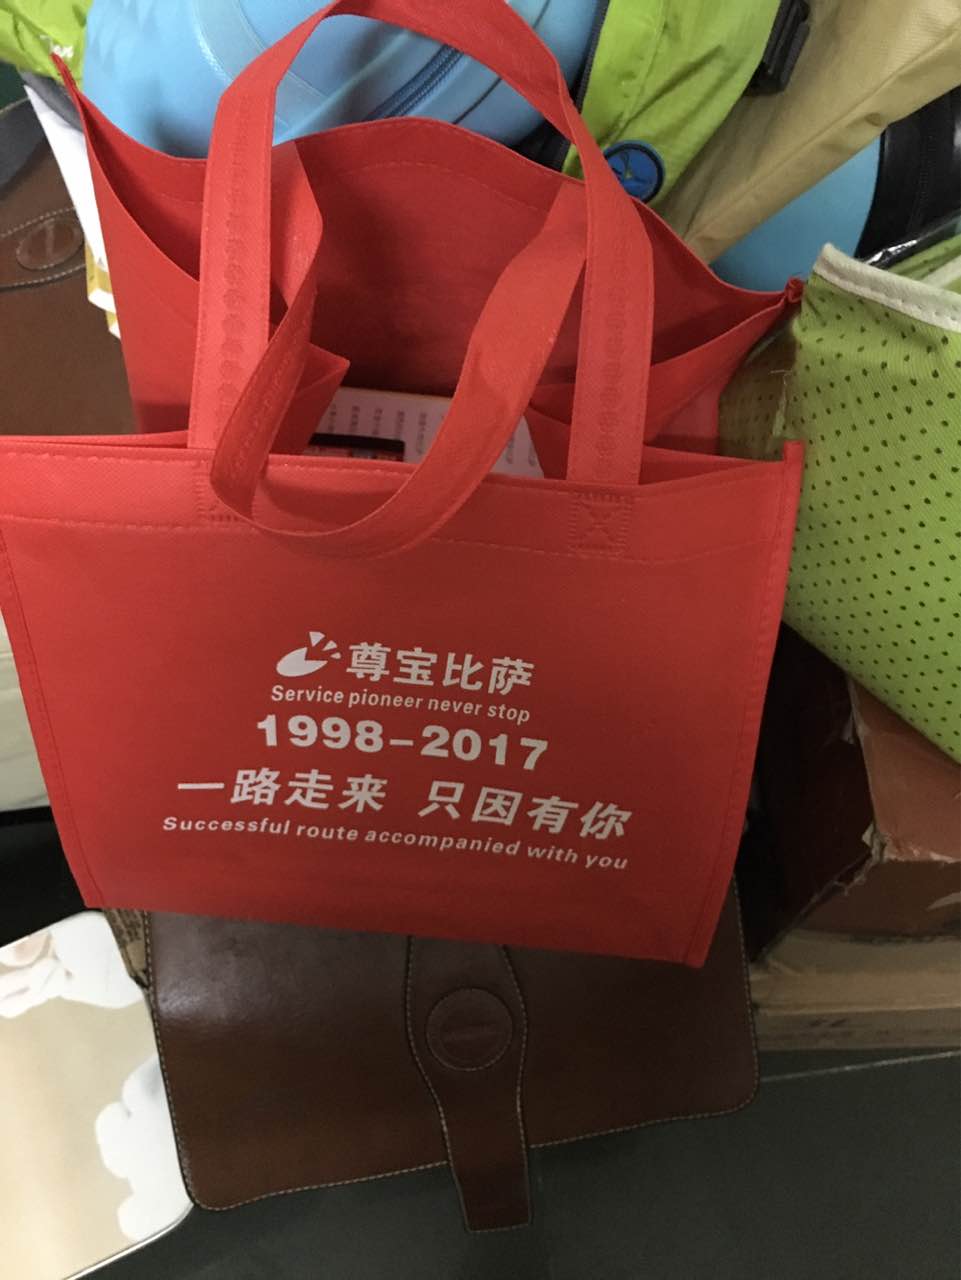 尊宝比萨
Service pioneer never stop
1998-2017
一路走来 只因有你
Successful route accompanied with you